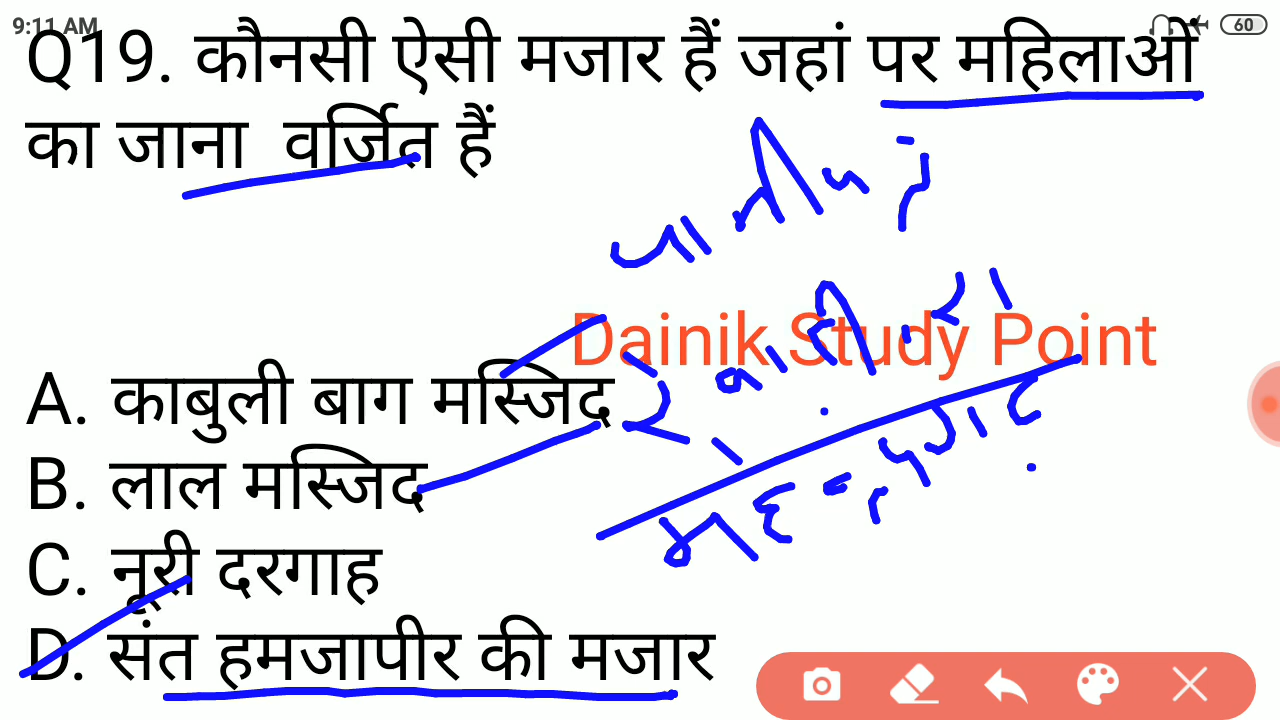 9:11 AM
60
Q19. कौनसी ऐसी मजार हैं जहां पर महिलाओं
का जाना वर्जित हैं
पानीपत
Dainik Study Point
A. काबुली बाग मस्जिद
B. लाल मस्जिद
C. नूरी दरगाह
D. संत हमजापीर की मजार